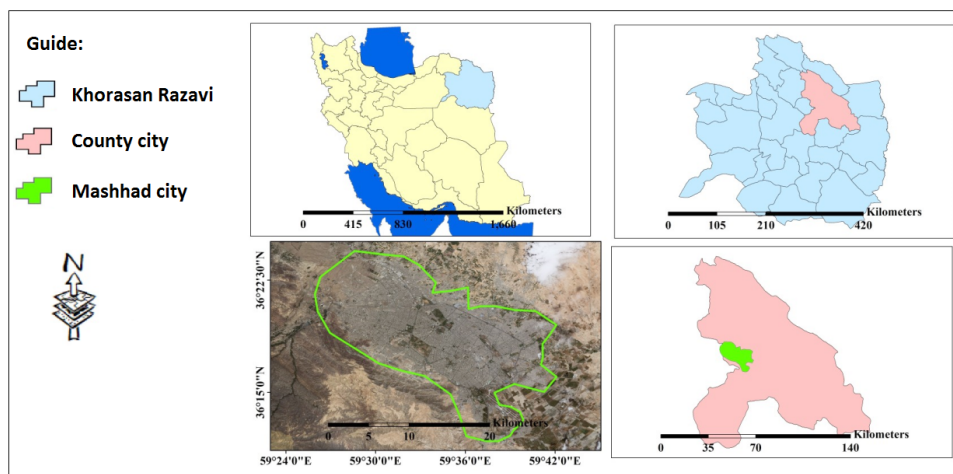 Guide:
Khorasan Razavi
County city
Mashhad city
N
Kilometers
0 415 830 1,660
Kilometers
0 105 210 420
36°22'30"N
36°15'0"N
Kilometers
0 5 10 20
59°24'0"E 59°30'0"E 59°36'0"E 59°42'0"E
Kilometers
0 35 70 140